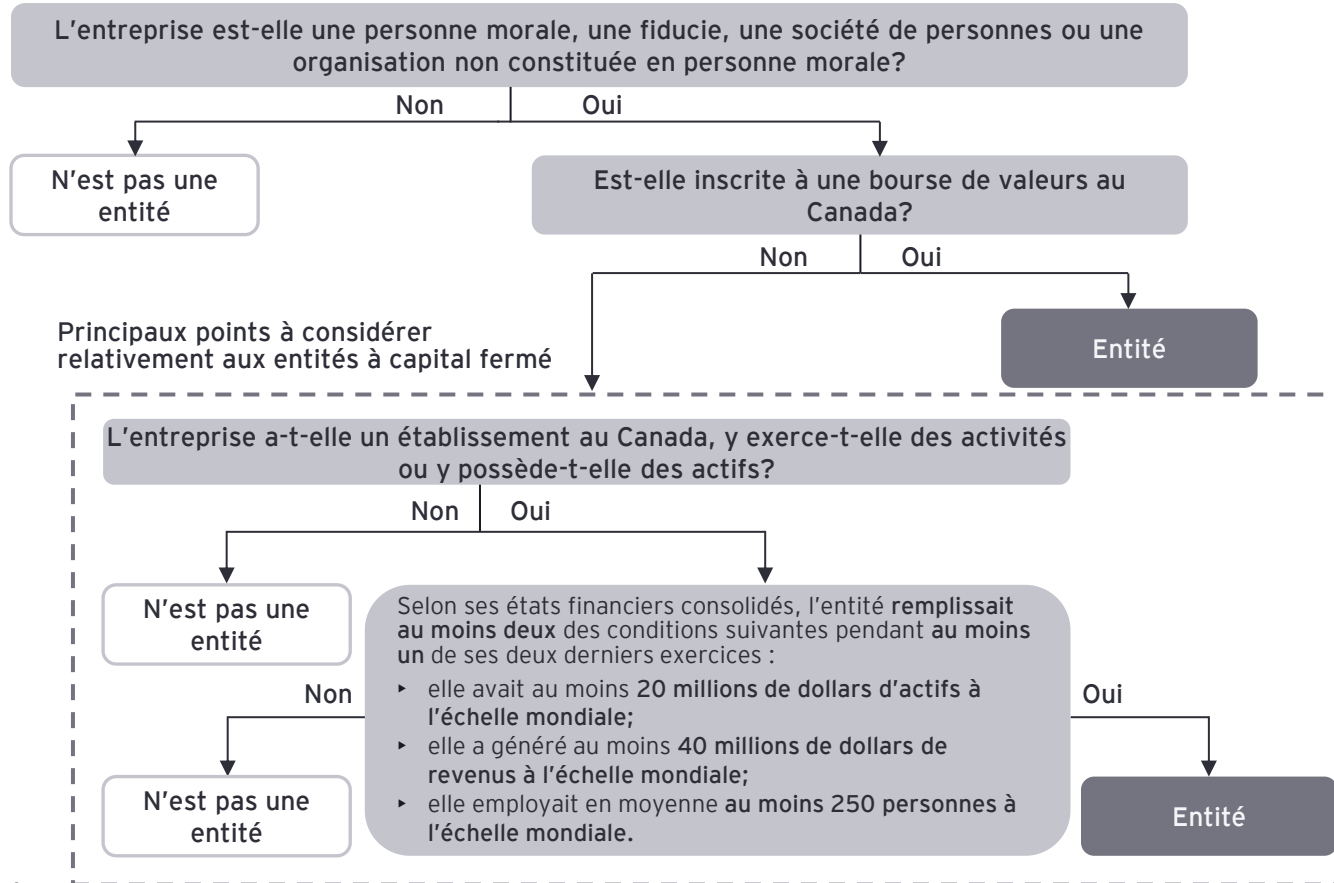 L'entreprise est-elle une personne morale, une fiducie, une société de personnes ou une
organisation non constituée en personne morale?
Non
Oui
N'est pas une
entité
Est-elle inscrite à une bourse de valeurs au
Canada?
Non
Oui
Principaux points à considérer
relativement aux entités à capital fermé
Entité
L'entreprise a-t-elle un établissement au Canada, y exerce-t-elle des activités
ou y possède-t-elle des actifs?
Non
Oui
N'est pas une
entité
Selon ses états financiers consolidés, l'entité remplissait
au moins deux des conditions suivantes pendant au moins
un de ses deux derniers exercices :
‣ elle avait au moins 20 millions de dollars d'actifs à
l'échelle mondiale;
‣ elle a généré au moins 40 millions de dollars de
revenus à l'échelle mondiale;
‣ elle employait en moyenne au moins 250 personnes à
l'échelle mondiale.
Non
Oui
N'est pas une
entité
Entité